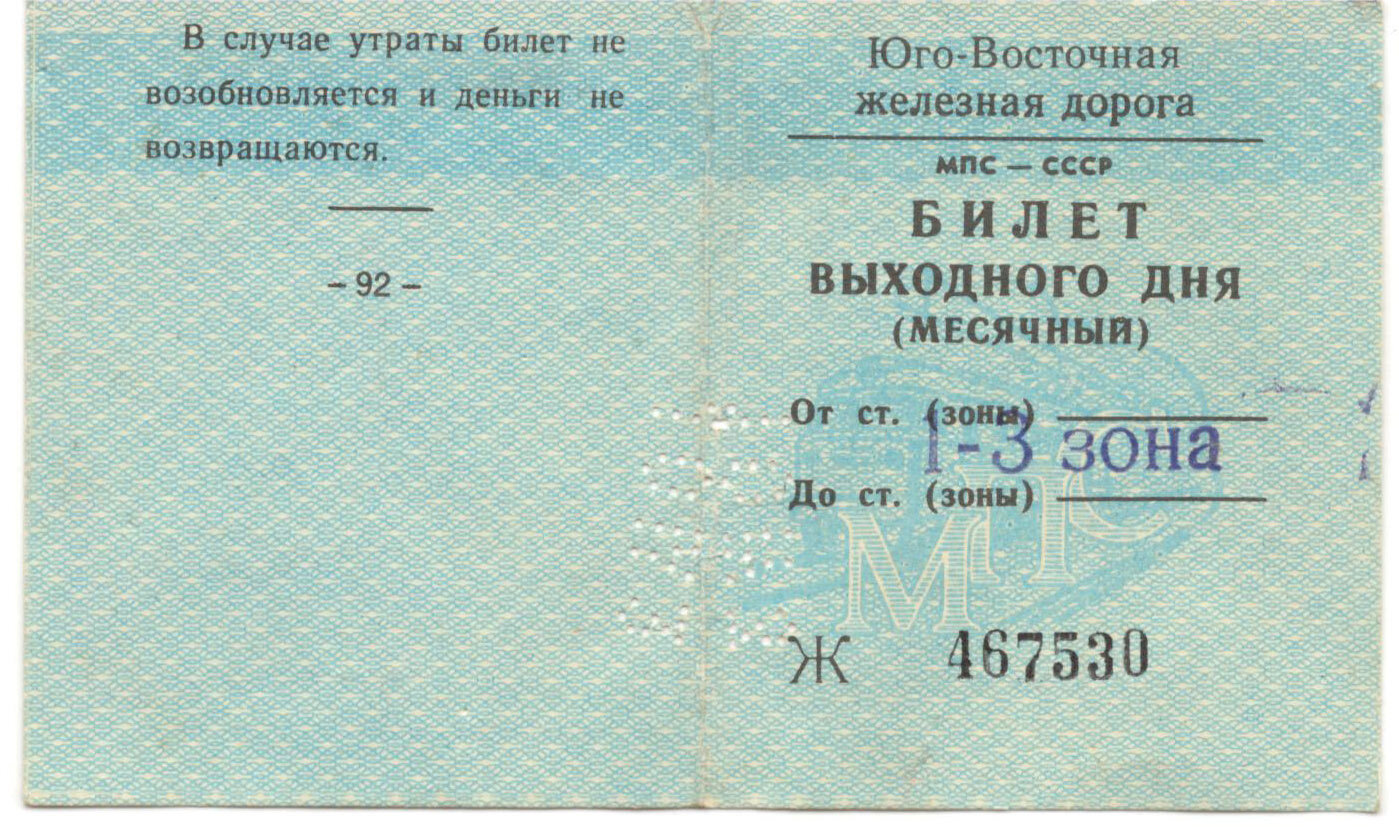 В случае утраты билет не
возобновляется и деньги не
возвращаются.
– 92 –
Юго-Восточная
железная дорога
МПС — СССР
БИЛЕТ
ВЫХОДНОГО ДНЯ
(МЕСЯЧНЫЙ)
От ст. (зоны)
1-3 зона
До ст. (зоны)
МПС
Ж 467530